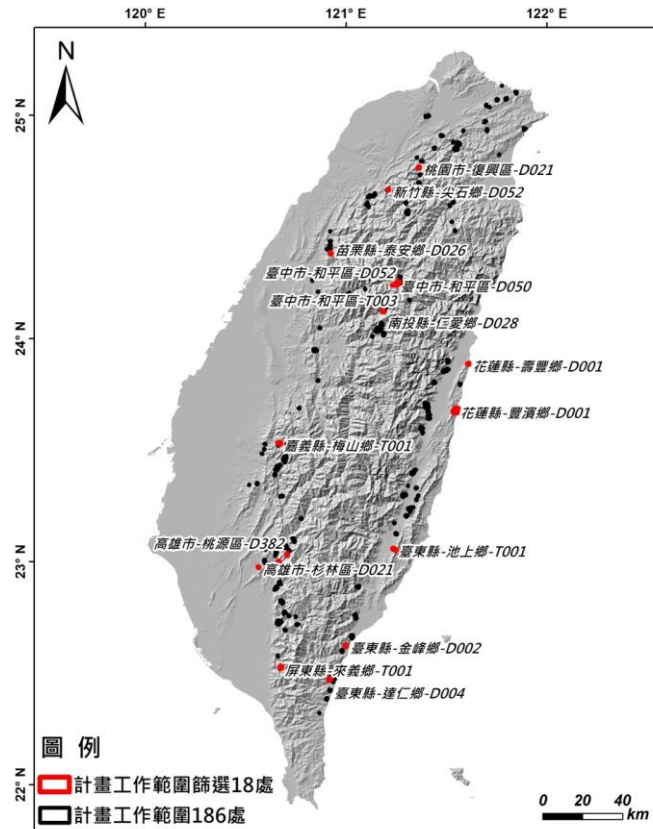 120° E
121° E
122° E
N
25° N
桃園市-復興區-D021
新竹縣-尖石鄉-D052
苗栗縣-泰安鄉-D026
臺中市-和平區-D052
臺中市-和平區-D050
臺中市-和平區-T003
南投縣-仁愛鄉-D028
24° N
花蓮縣-壽豐鄉-D001
花蓮縣-豐濱鄉-D001
嘉義縣-梅山鄉-T001
高雄市-桃源區-D382
臺東縣-池上鄉-T001
23° N
高雄市-杉林區-D021
臺東縣-金峰鄉-D002
屏東縣-來義鄉-T001
臺東縣-達仁鄉-D004
圖 例
計畫工作範圍篩選18處
22° N
計畫工作範圍186處
0 20 40
km